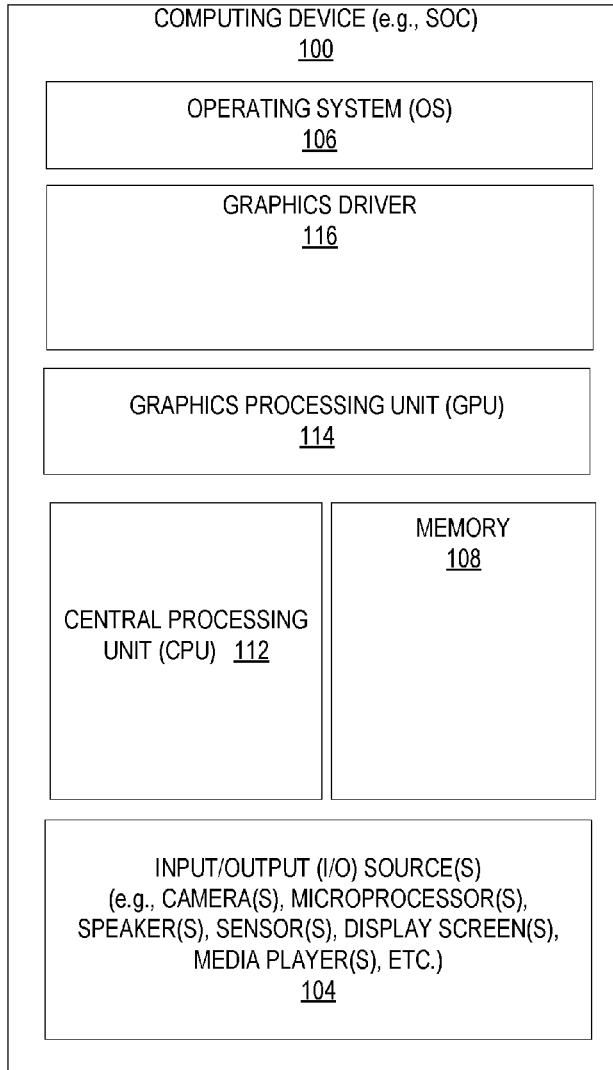 COMPUTING DEVICE (e.g., SOC)
100
OPERATING SYSTEM (OS)
106
GRAPHICS DRIVER
116
GRAPHICS PROCESSING UNIT (GPU)
114
CENTRAL PROCESSING
UNIT (CPU) 112
MEMORY
108
INPUT/OUTPUT (I/O) SOURCE(S)
(e.g., CAMERA(S), MICROPROCESSOR(S),
SPEAKER(S), SENSOR(S), DISPLAY SCREEN(S),
MEDIA PLAYER(S), ETC.)
104